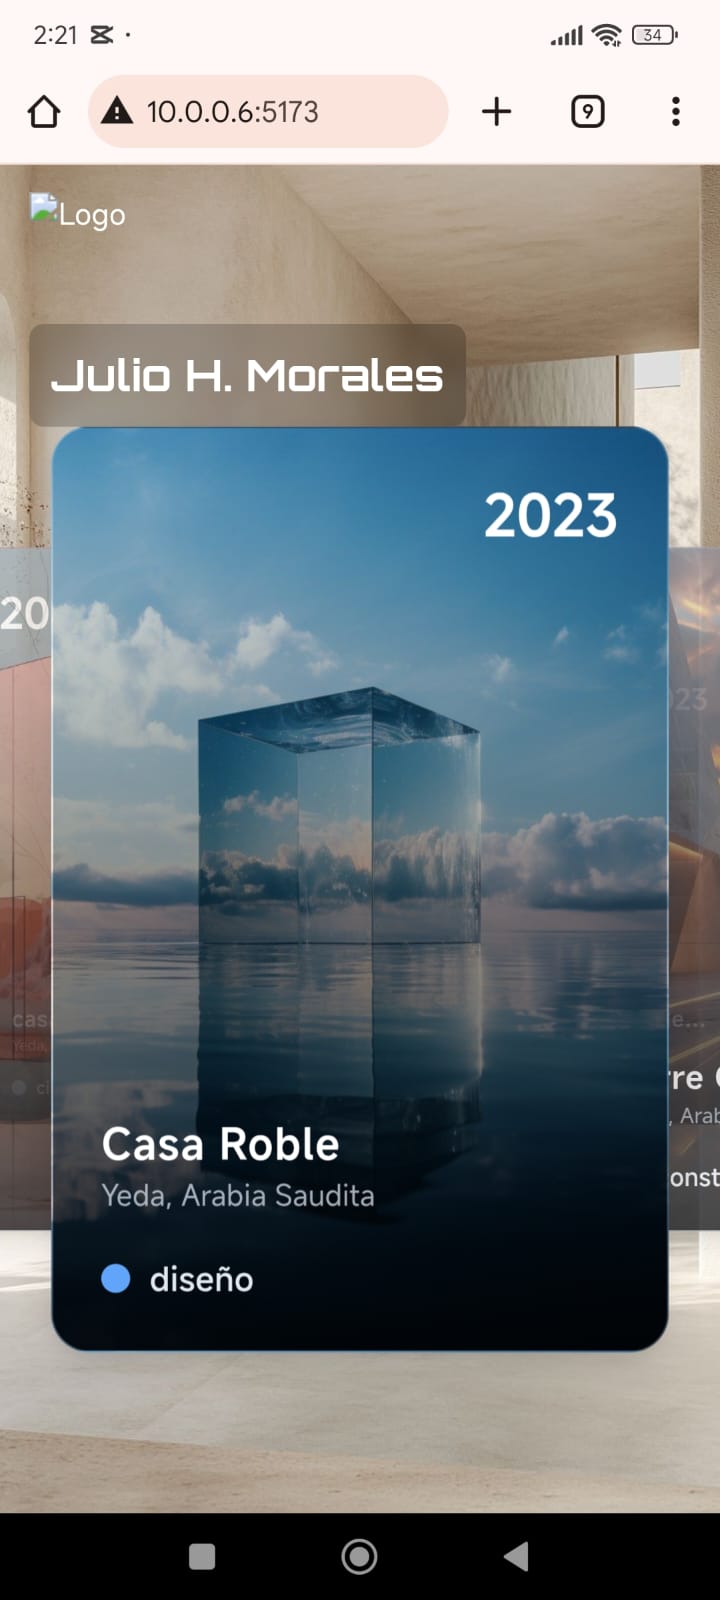 2:21
34
10.0.0.6:5173
9
Logo
Julio H. Morales
2023
20
23
Casa Roble
Yeda, Arabia Saudita
diseño
cas
Yeda,
e...
rre
, Arab
onst